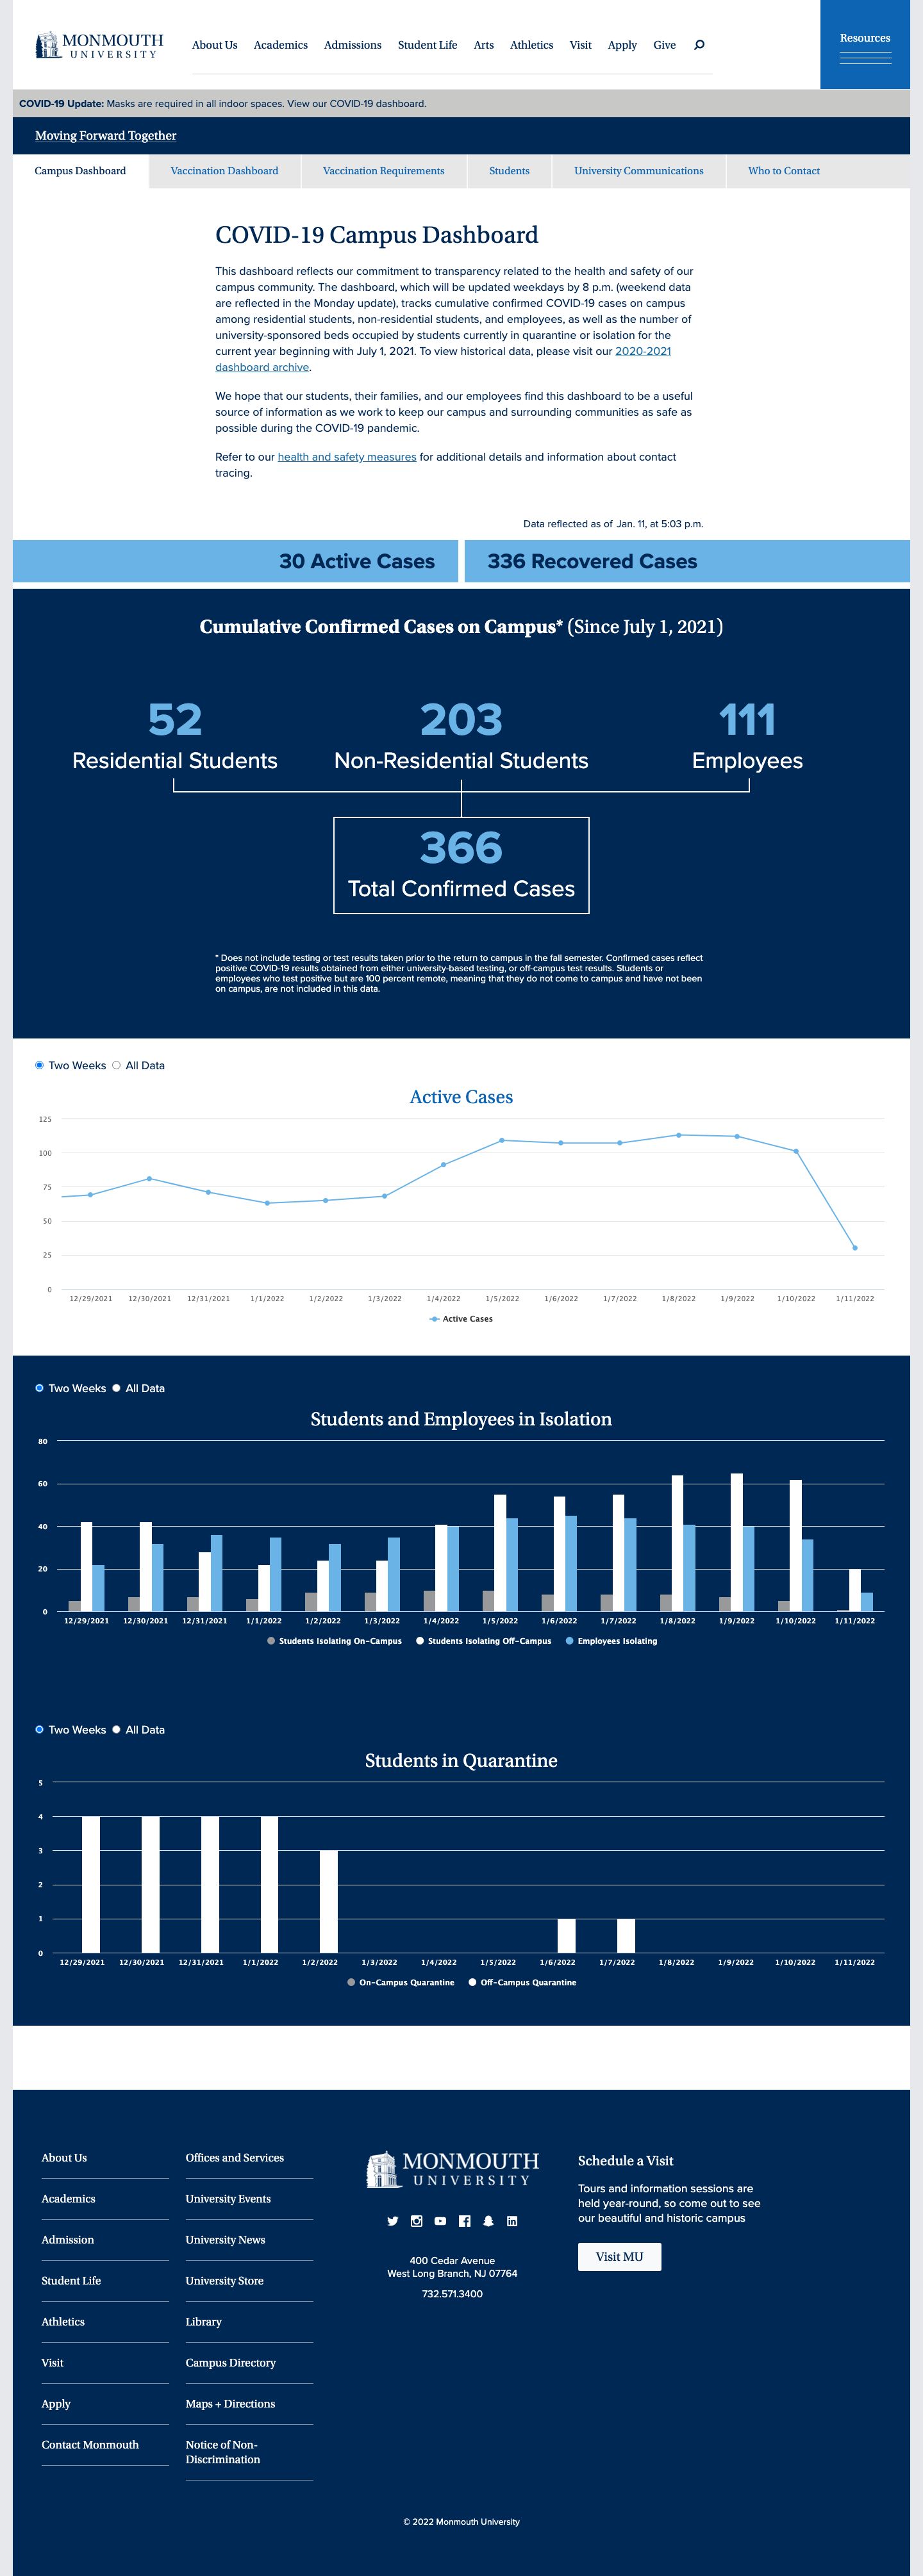 MONMOUTH
UNIVERSITY
About Us Academics Admissions Student Life Arts Athletics Visit Apply Give
Resources
COVID-19 Update: Masks are required in all indoor spaces. View our COVID-19 dashboard.
Moving Forward Together
Campus Dashboard Vaccination Dashboard Vaccination Requirements Students University Communications Who to Contact
COVID-19 Campus Dashboard
This dashboard reflects our commitment to transparency related to the health and safety of our
campus community. The dashboard, which will be updated weekdays by 8 p.m. (weekend data
are reflected in the Monday update), tracks cumulative confirmed COVID-19 cases on campus
among residential students, non-residential students, and employees, as well as the number of
university-sponsored beds occupied by students currently in quarantine or isolation for the
current year beginning with July 1, 2021. To view historical data, please visit our 2020-2021
dashboard archive.
We hope that our students, their families, and our employees find this dashboard to be a useful
source of information as we work to keep our campus and surrounding communities as safe as
possible during the COVID-19 pandemic.
Refer to our health and safety measures for additional details and information about contact
tracing.
Data reflected as of Jan. 11, at 5:03 p.m.
30 Active Cases 336 Recovered Cases
Cumulative Confirmed Cases on Campus* (Since July 1, 2021)
52 203 111
Residential Students Non-Residential Students Employees
366
Total Confirmed Cases
* Does not include testing or test results taken prior to the return to campus in the fall semester. Confirmed cases reflect
positive COVID-19 results obtained from either university-based testing, or off-campus test results. Students or
employees who test positive but are 100 percent remote, meaning that they do not come to campus and have not been
on campus, are not included in this data.
Two Weeks All Data
Active Cases
125
100
75
50
25
0
12/29/2021 12/30/2021 12/31/2021 1/1/2022 1/2/2022 1/3/2022 1/4/2022 1/5/2022 1/6/2022 1/7/2022 1/8/2022 1/9/2022 1/10/2022 1/11/2022
Active Cases
Two Weeks All Data
Students and Employees in Isolation
80
60
40
20
0
12/29/2021 12/30/2021 12/31/2021 1/1/2022 1/2/2022 1/3/2022 1/4/2022 1/5/2022 1/6/2022 1/7/2022 1/8/2022 1/9/2022 1/10/2022 1/11/2022
Students Isolating On-Campus Students Isolating Off-Campus Employees Isolating
Two Weeks All Data
Students in Quarantine
5
4
3
2
1
0
12/29/2021 12/30/2021 12/31/2021 1/1/2022 1/2/2022 1/3/2022 1/4/2022 1/5/2022 1/6/2022 1/7/2022 1/8/2022 1/9/2022 1/10/2022 1/11/2022
On-Campus Quarantine Off-Campus Quarantine
About Us
Academics
Admission
Student Life
Athletics
Visit
Apply
Contact Monmouth
Offices and Services
University Events
University News
University Store
Library
Campus Directory
Maps + Directions
Notice of Non-
Discrimination
MONMOUTH
UNIVERSITY
400 Cedar Avenue
West Long Branch, NJ 07764
732.571.3400
Schedule a Visit
Tours and information sessions are
held year-round, so come out to see
our beautiful and historic campus
Visit MU
© 2022 Monmouth University